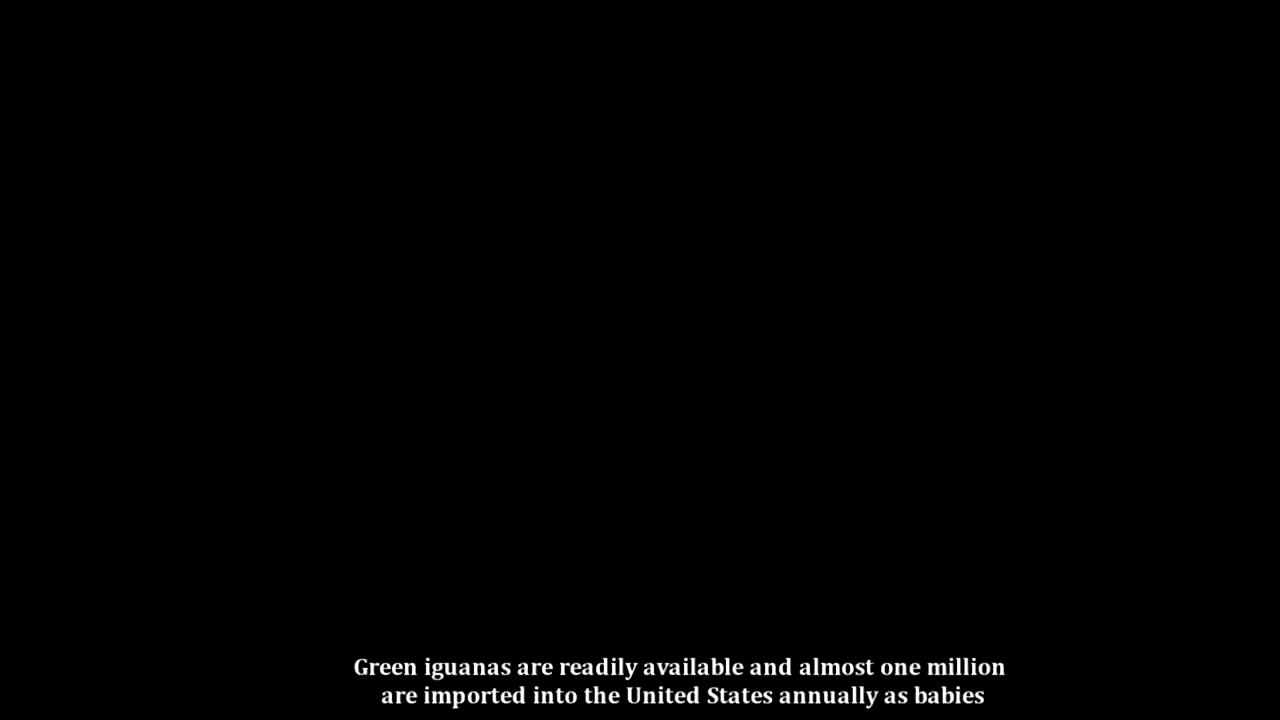 Green iguanas are readily available and almost one million
are imported into the United States annually as babies